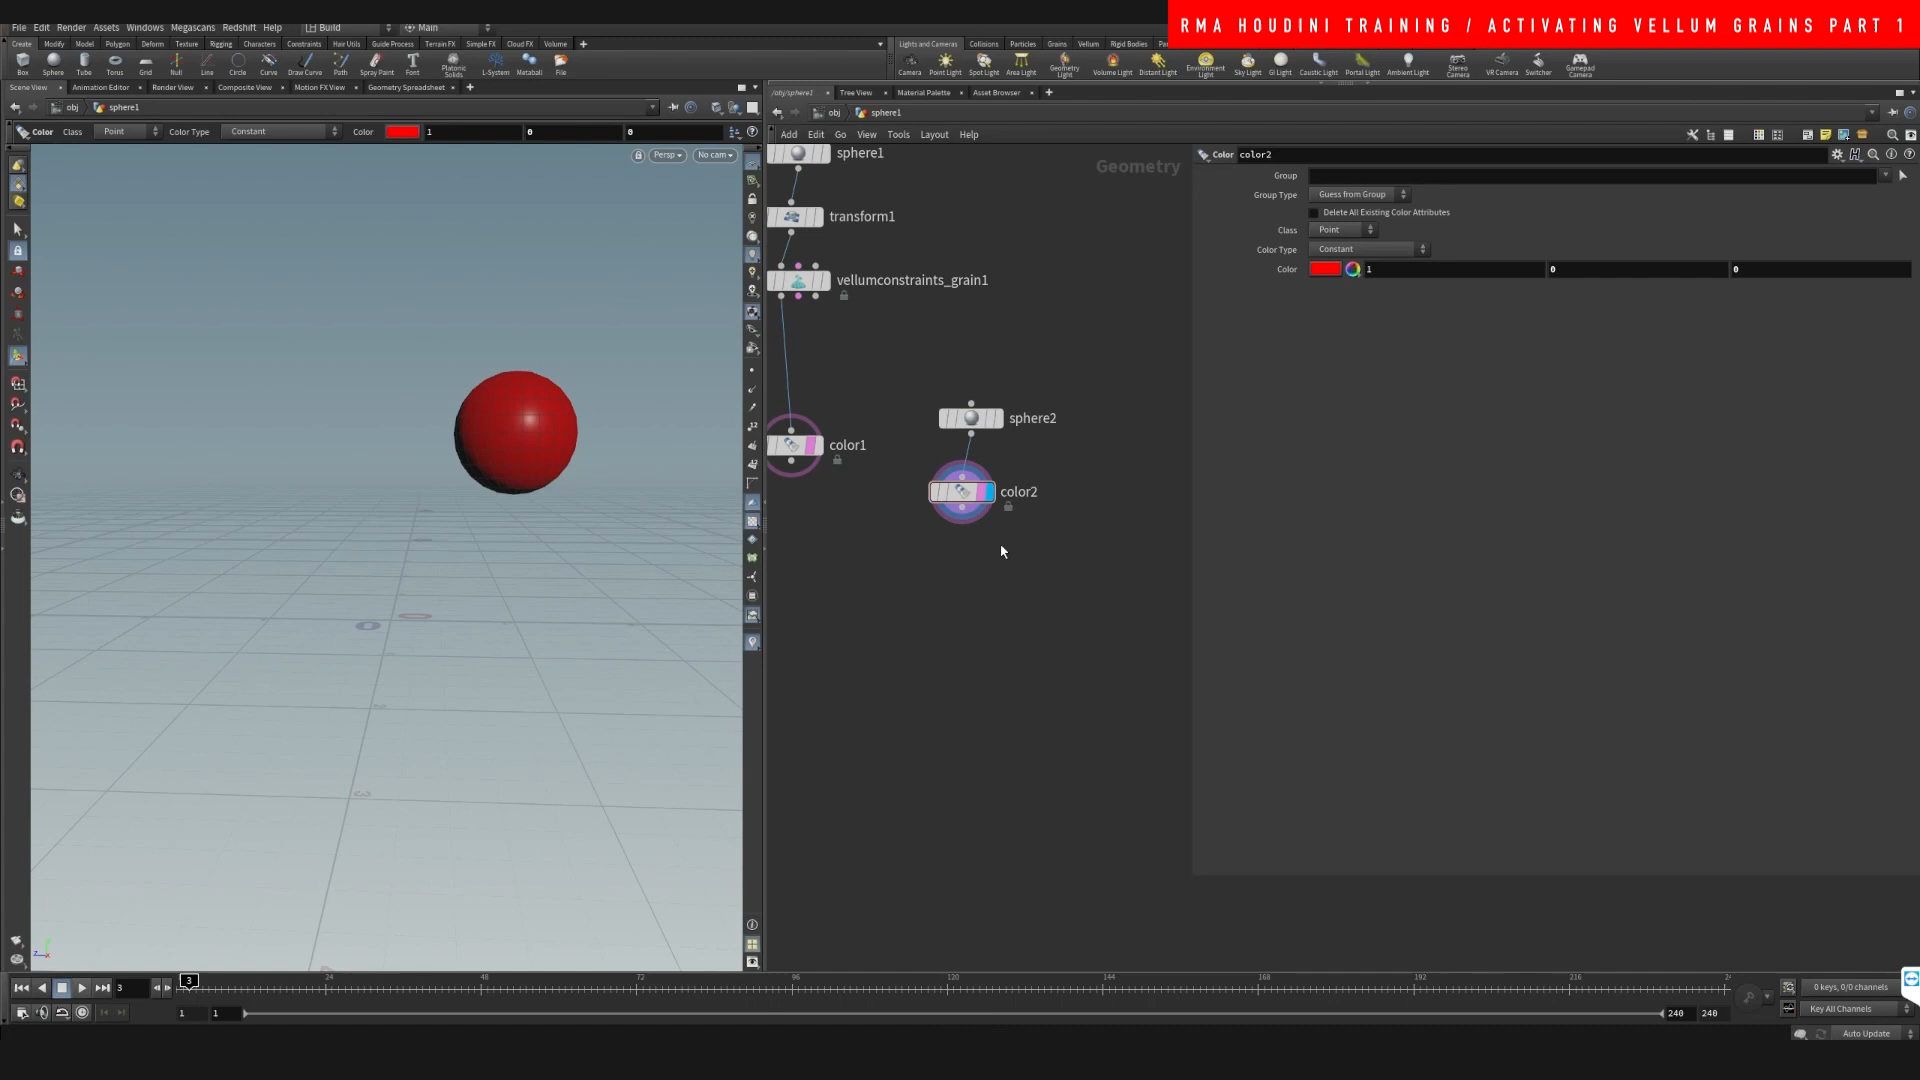 RMA HOUDINI TRAINING / ACTIVATING VELLUM GRAINS PART 1
File Edit Render Assets Windows Megascans Redshift Help Build Main
Create Modify Model Polygon Deform Texture Rigging Characters Constraints Hair Utils Guide Process Terrain FX Simple FX Cloud FX Volume
Lights and Cameras Collisions Particles Grains Vellum Rigid Bodies
Box Sphere Tube Torus Grid Null Line Circle Curve Draw Curve Path Spray Paint Font Platonic Solids L-System Metaball File
Camera Point Light Spot Light Area Light Geometry Light Volume Light Distant Light Environment Light Sky Light GI Light Caustic Light Portal Light Ambient Light Stereo Camera VR Camera Switcher Gamepad Camera
Scene View Animation Editor Render View Composite View Motion FX View Geometry Spreadsheet
/obj/sphere1 Tree View Material Palette Asset Browser
obj sphere1
obj sphere1
Color Class Point Color Type Constant Color 1 0 0
Add Edit Go View Tools Layout Help
Persp No cam
Geometry
sphere1
transform1
vellumconstraints_grain1
color1
sphere2
color2
Color color2
Group
Group Type Guess from Group
Delete All Existing Color Attributes
Class Point
Color Type Constant
Color 1 0 0
3 3 24 48 72 96 120 144 168 192 216
0 keys, 0/0 channels
1 1 240 240
Key All Channels
Auto Update